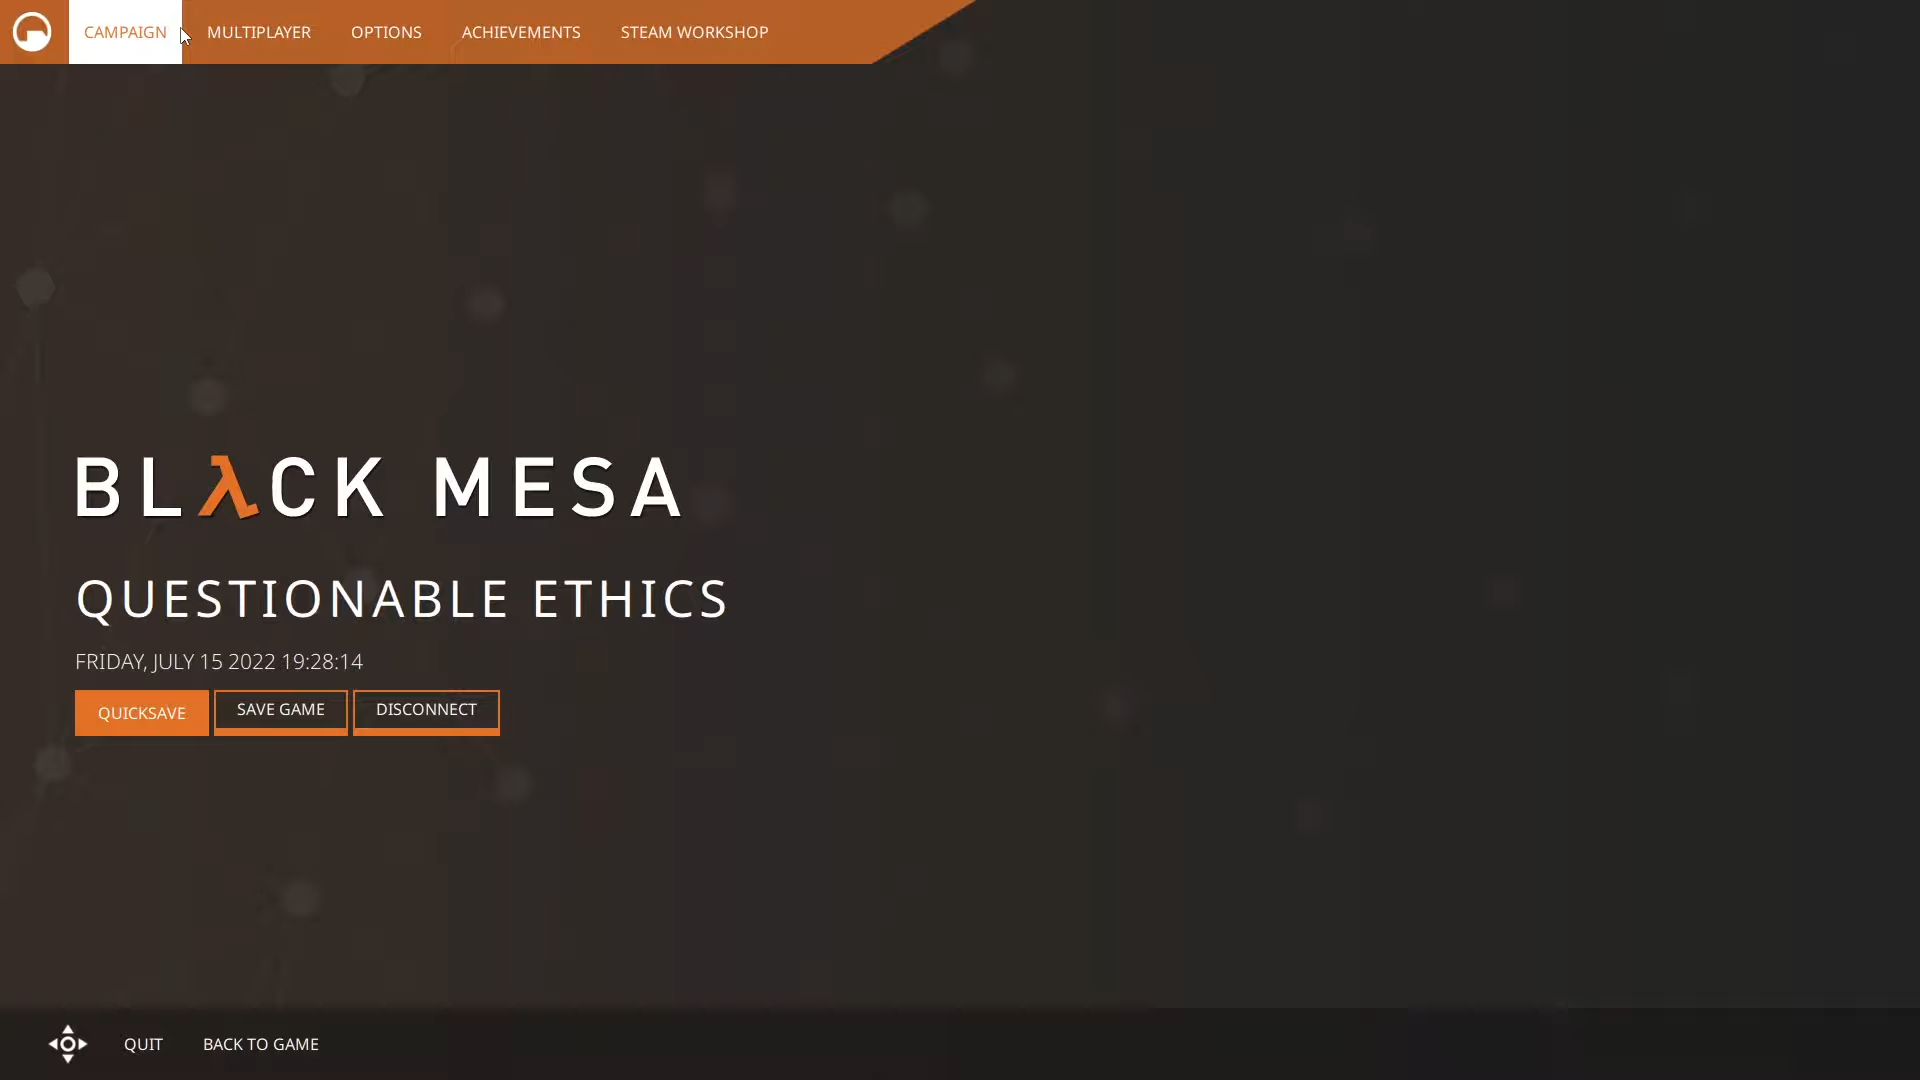 CAMPAIGN MULTIPLAYER OPTIONS ACHIEVEMENTS STEAM WORKSHOP
BLλCK MESA
QUESTIONABLE ETHICS
FRIDAY, JULY 15 2022 19:28:14
QUICKSAVE SAVE GAME DISCONNECT
QUIT BACK TO GAME